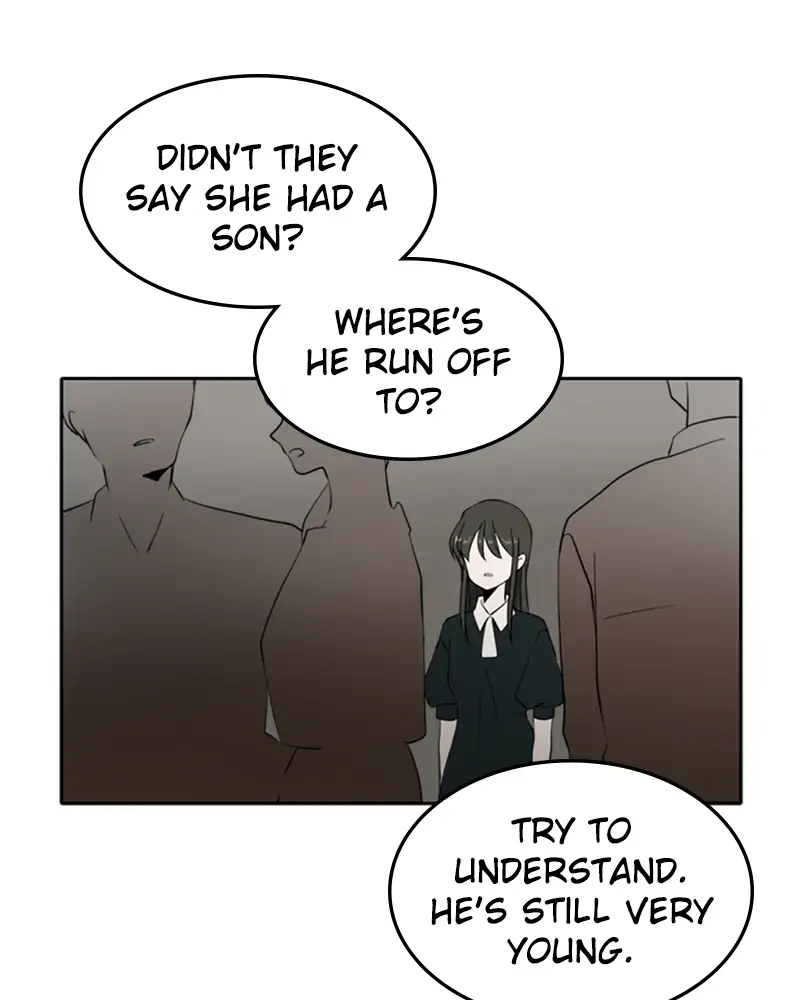 DIDN'T THEY
SAY SHE HAD A
SON?
WHERE'S
HE RUN OFF
TO?
TRY TO
UNDERSTAND.
HE'S STILL VERY
YOUNG.